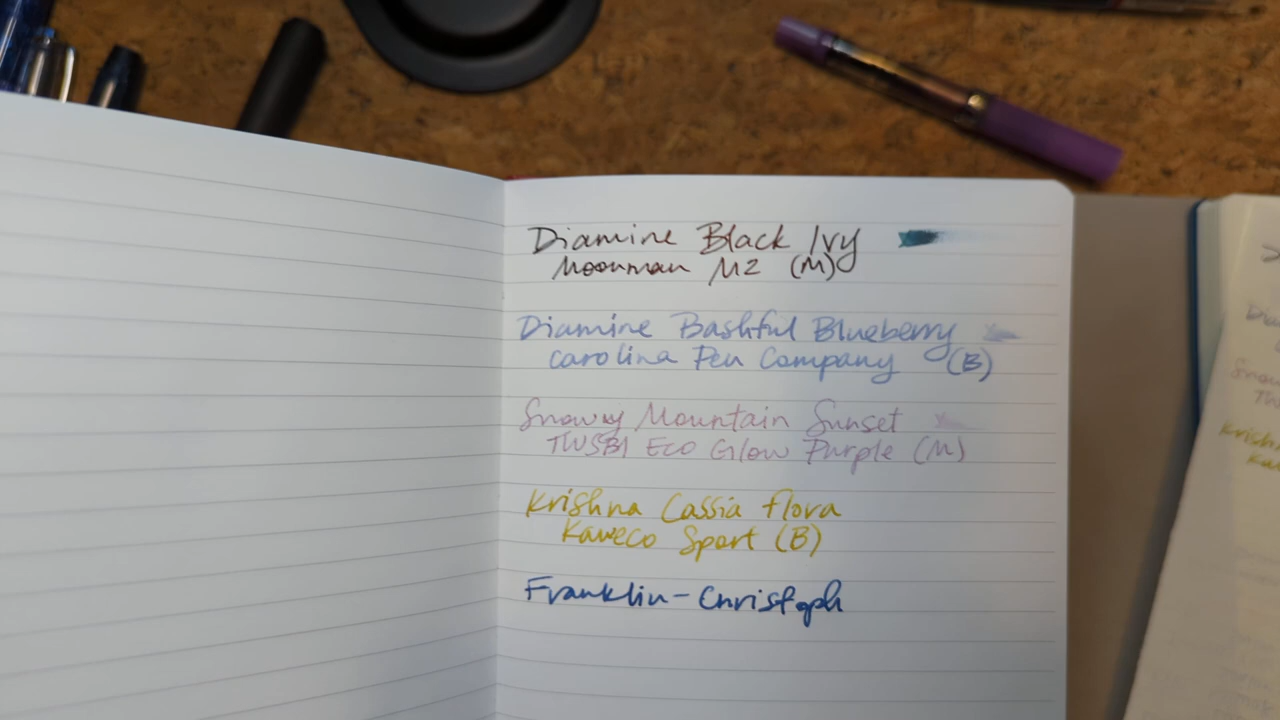 Diamine Black Ivy
Moonman M2 (M)
Diamine Bashful Blueberry
Carolina Pen Company (B)
Snowy Mountain Sunset
TWSBI Eco Glow Purple (M)
Krishna Cassia Flora
Kaweco Sport (B)
Franklin-Christoph